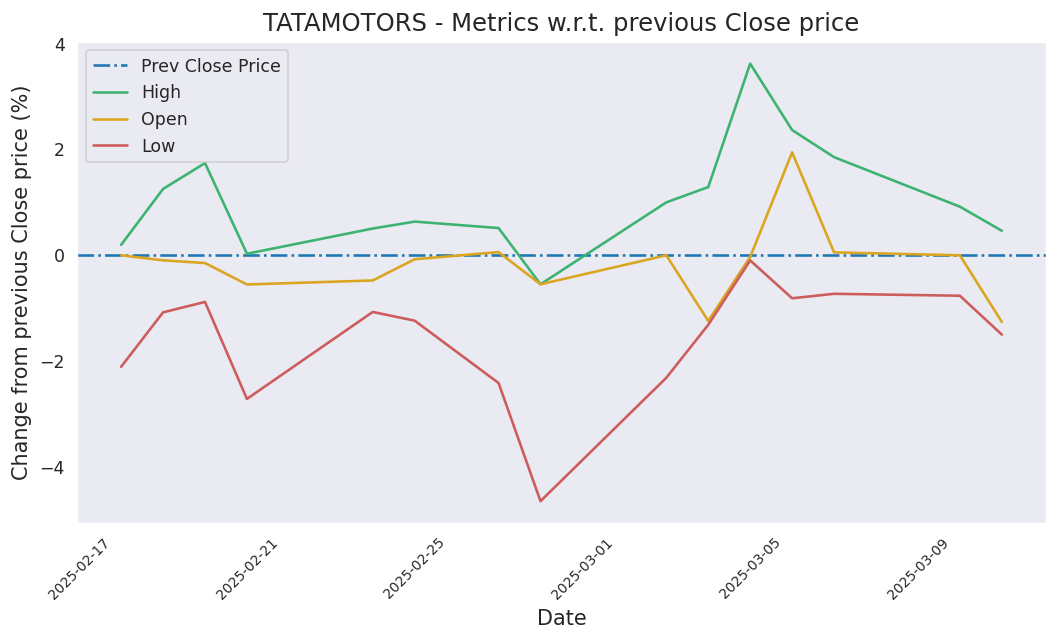 TATAMOTORS - Metrics w.r.t. previous Close price
Change from previous Close price (%)
4
2
0
−2
−4
Prev Close Price
High
Open
Low
2025-02-17
2025-02-21
2025-02-25
2025-03-01
2025-03-05
2025-03-09
Date